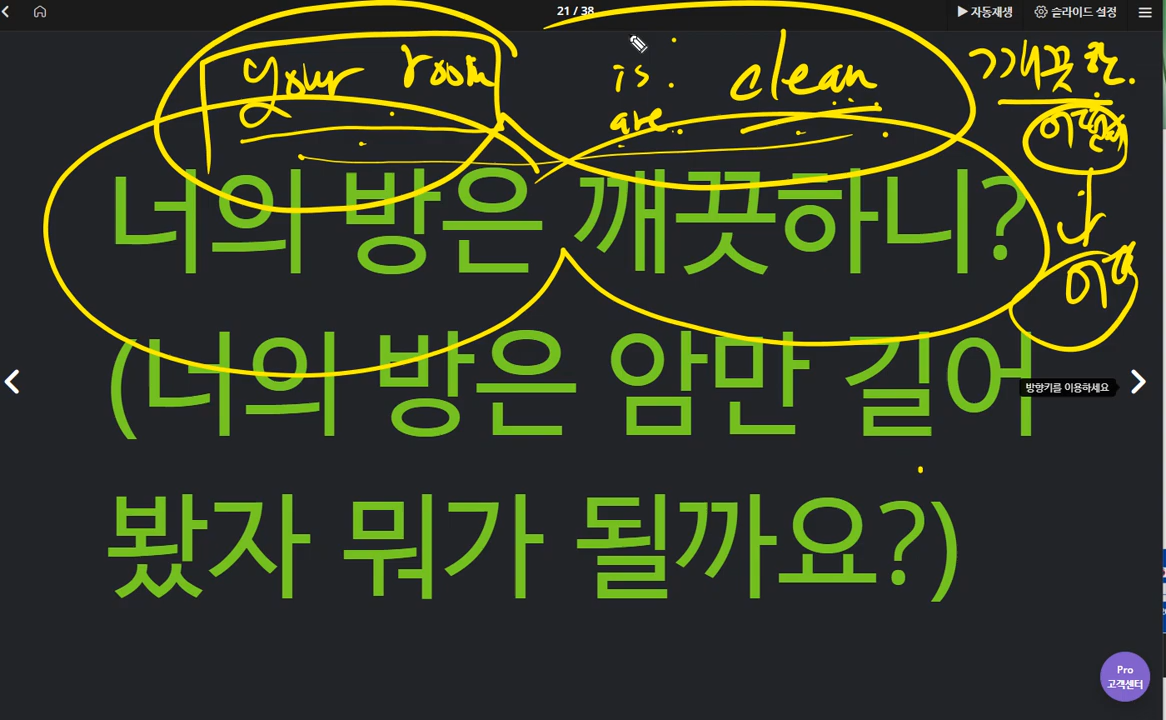 21 / 38
▶ 자동재생
슬라이드 설정
your room is. clean 깨끗한.
are.
너의 방은 깨끗하니?
(너의 방은 암만 길어
방향키를 이용하세요
봤자 뭐가 될까요?)
Pro
고객센터